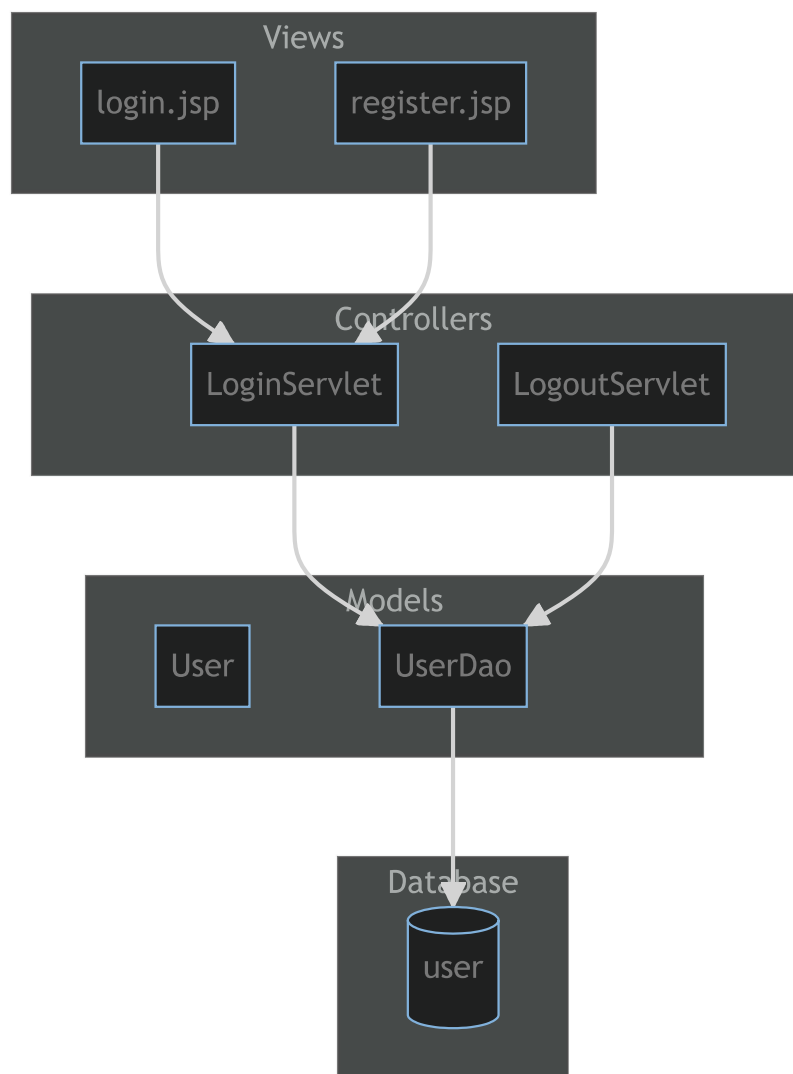 Views
login.jsp
register.jsp
Controllers
LoginServlet
LogoutServlet
Models
User
UserDao
Database
user